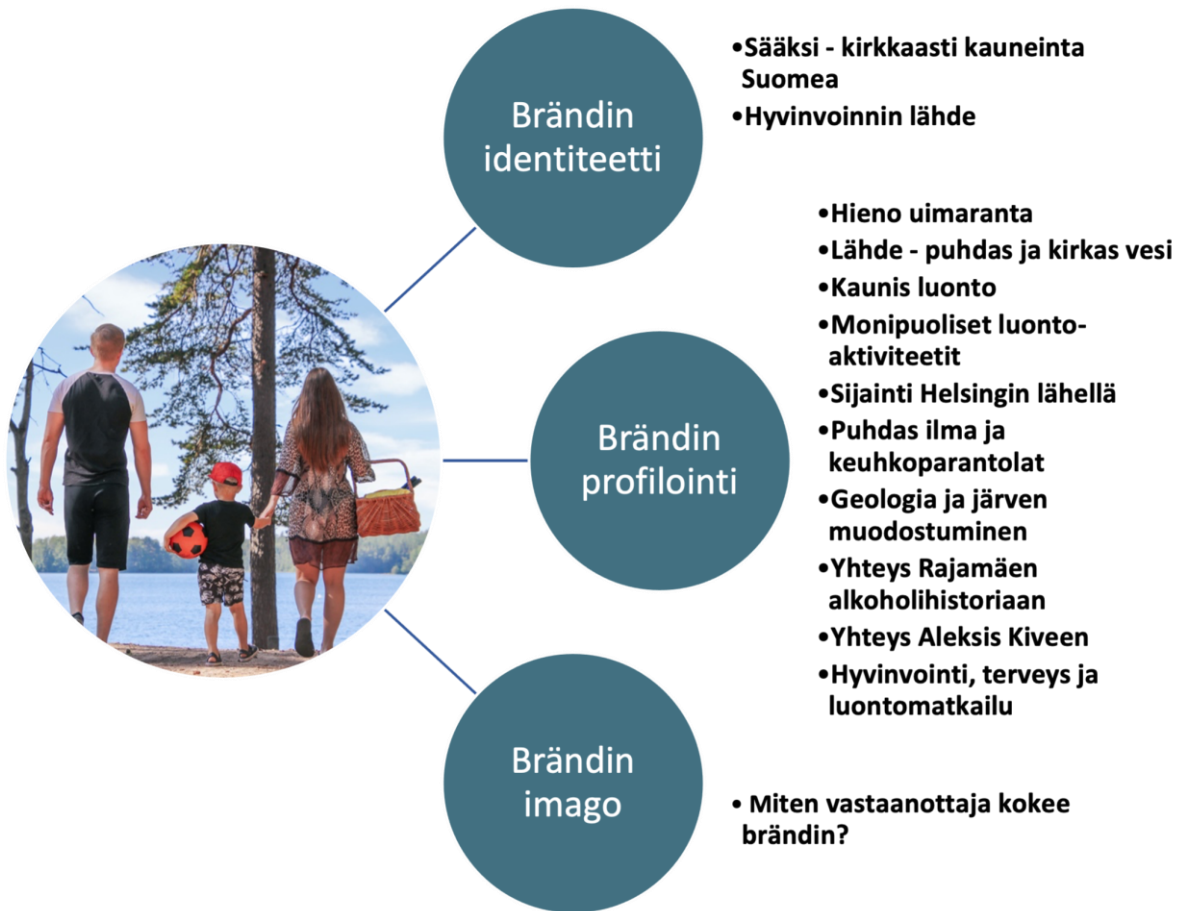 Brändin
identiteetti
•Sääksi - kirkkaasti kauneinta
Suomea
•Hyvinvoinnin lähde
Brändin
profilointi
•Hieno uimaranta
•Lähde - puhdas ja kirkas vesi
•Kaunis luonto
•Monipuoliset luonto-
aktiviteetit
•Sijainti Helsingin lähellä
•Puhdas ilma ja
keuhkoparantolat
•Geologia ja järven
muodostuminen
•Yhteys Rajamäen
alkoholihistoriaan
•Yhteys Aleksis Kiveen
•Hyvinvointi, terveys ja
luontomatkailu
Brändin
imago
• Miten vastaanottaja kokee
brändin?